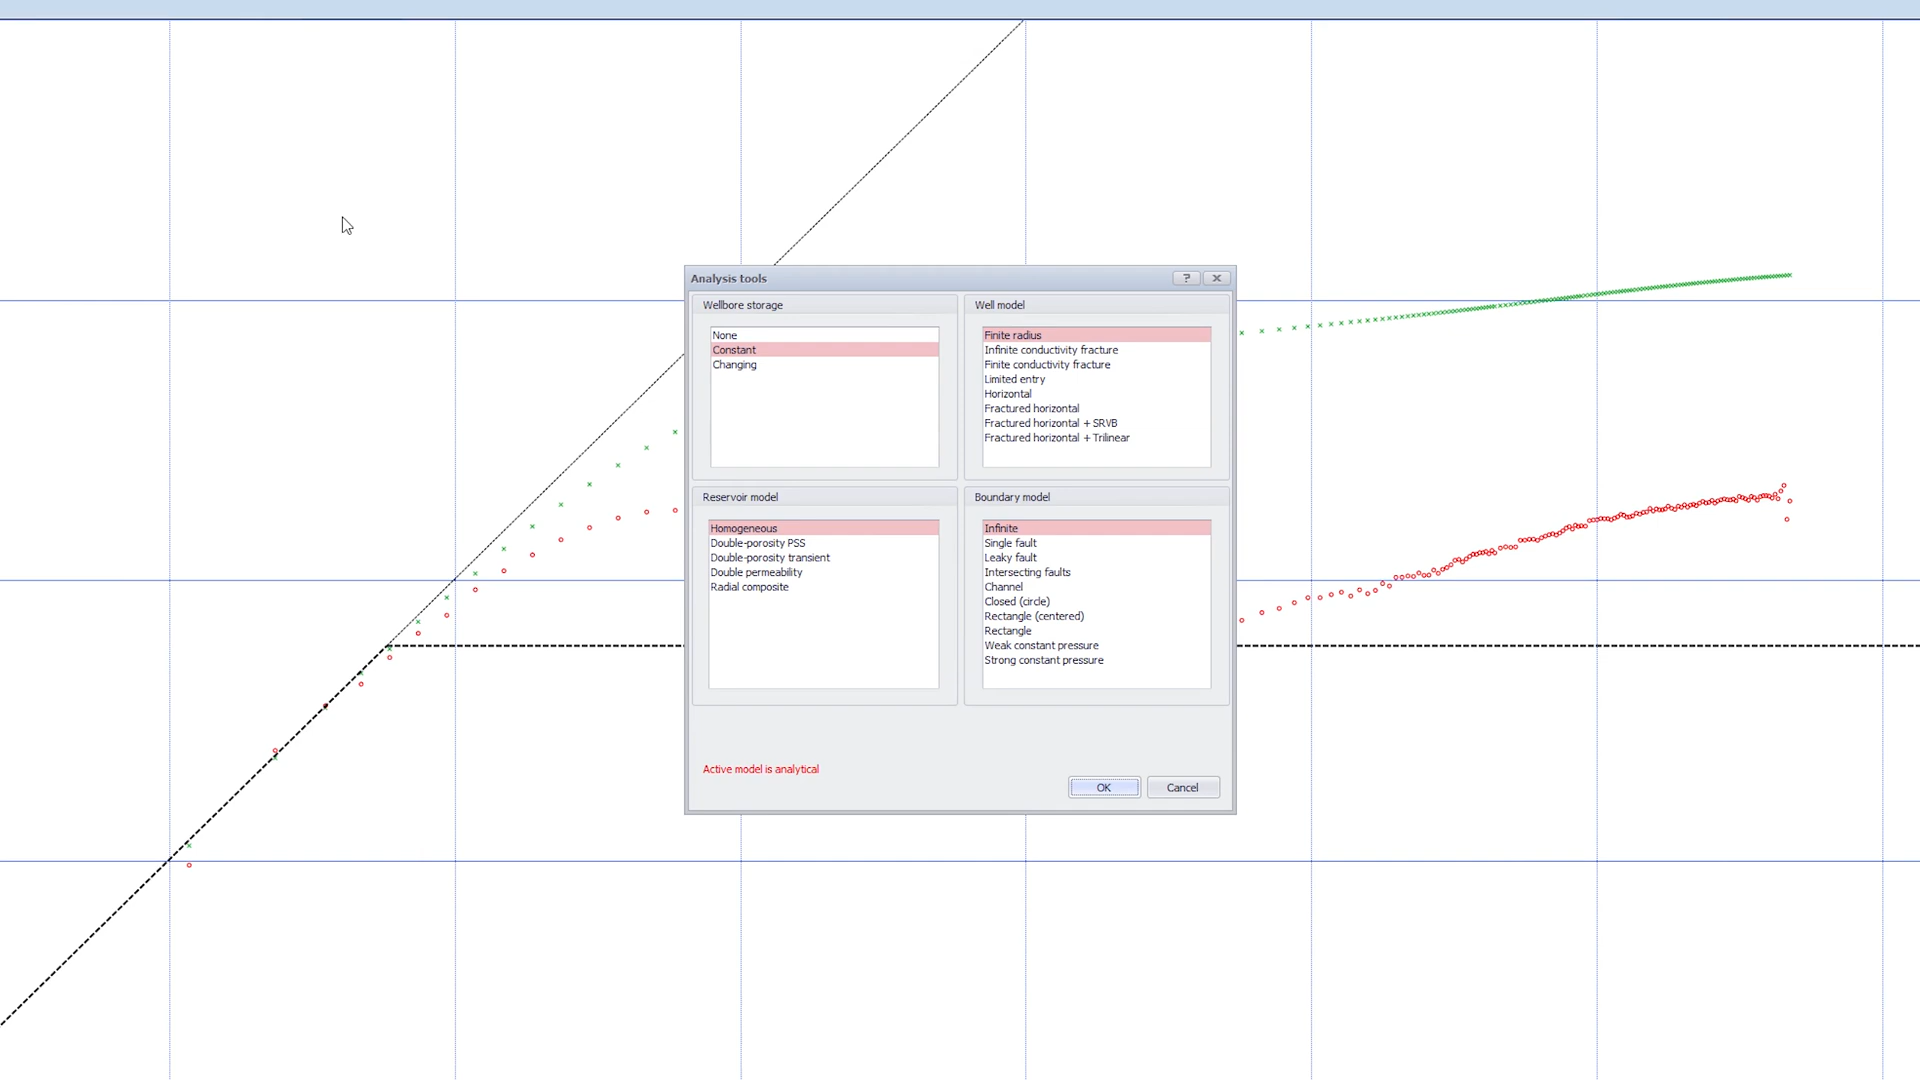 Analysis tools
?
Wellbore storage
None
Constant
Changing
Well model
Finite radius
Infinite conductivity fracture
Finite conductivity fracture
Limited entry
Horizontal
Fractured horizontal
Fractured horizontal + SRVB
Fractured horizontal + Trilinear
Reservoir model
Homogeneous
Double-porosity PSS
Double-porosity transient
Double permeability
Radial composite
Boundary model
Infinite
Single fault
Leaky fault
Intersecting faults
Channel
Closed (circle)
Rectangle (centered)
Rectangle
Weak constant pressure
Strong constant pressure
Active model is analytical
OK
Cancel